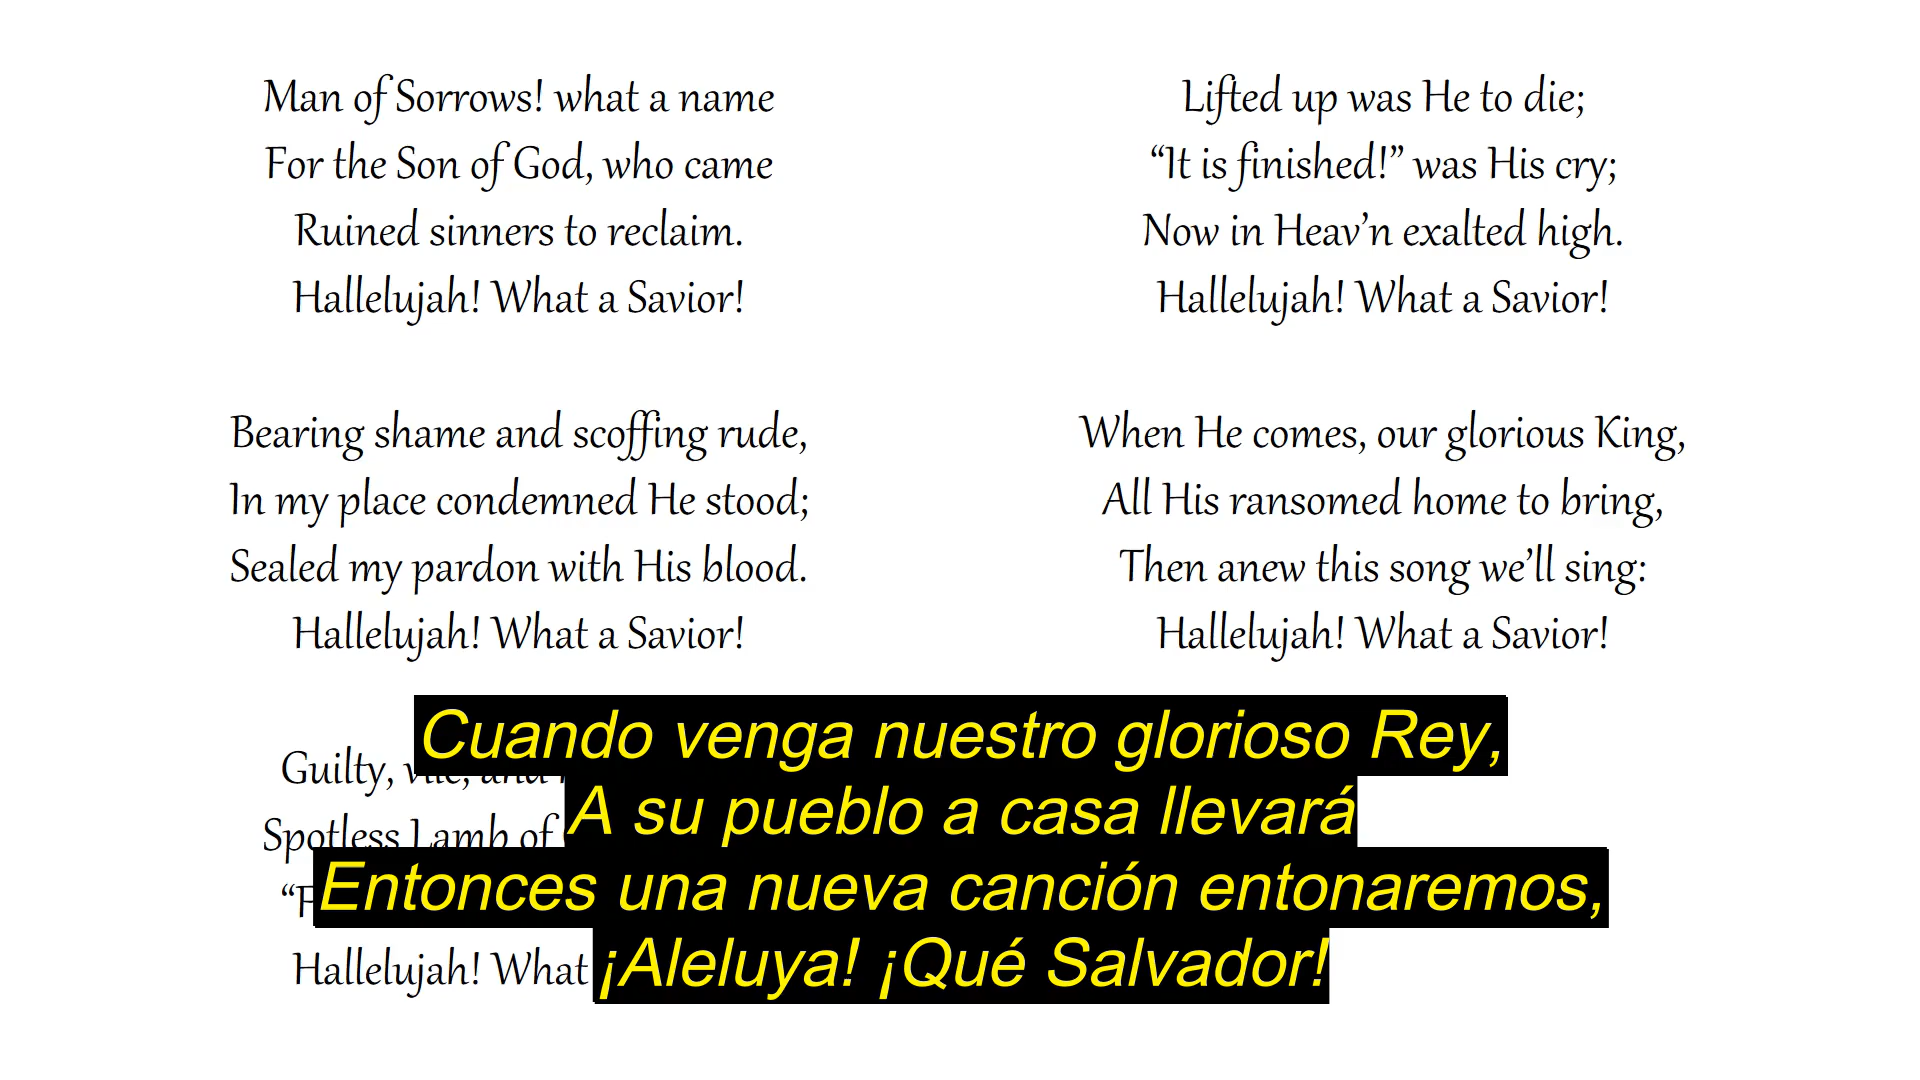 Man of Sorrows! what a name
For the Son of God, who came
Ruined sinners to reclaim.
Hallelujah! What a Savior!
Bearing shame and scoffing rude,
In my place condemned He stood;
Sealed my pardon with His blood.
Hallelujah! What a Savior!
Guilty, vile, and
Spotless Lamb of
Hallelujah! What
Lifted up was He to die;
“It is finished!” was His cry;
Now in Heav’n exalted high.
Hallelujah! What a Savior!
When He comes, our glorious King,
All His ransomed home to bring,
Then anew this song we’ll sing:
Hallelujah! What a Savior!
Cuando venga nuestro glorioso Rey,
A su pueblo a casa llevará
Entonces una nueva canción entonaremos,
¡Aleluya! ¡Qué Salvador!